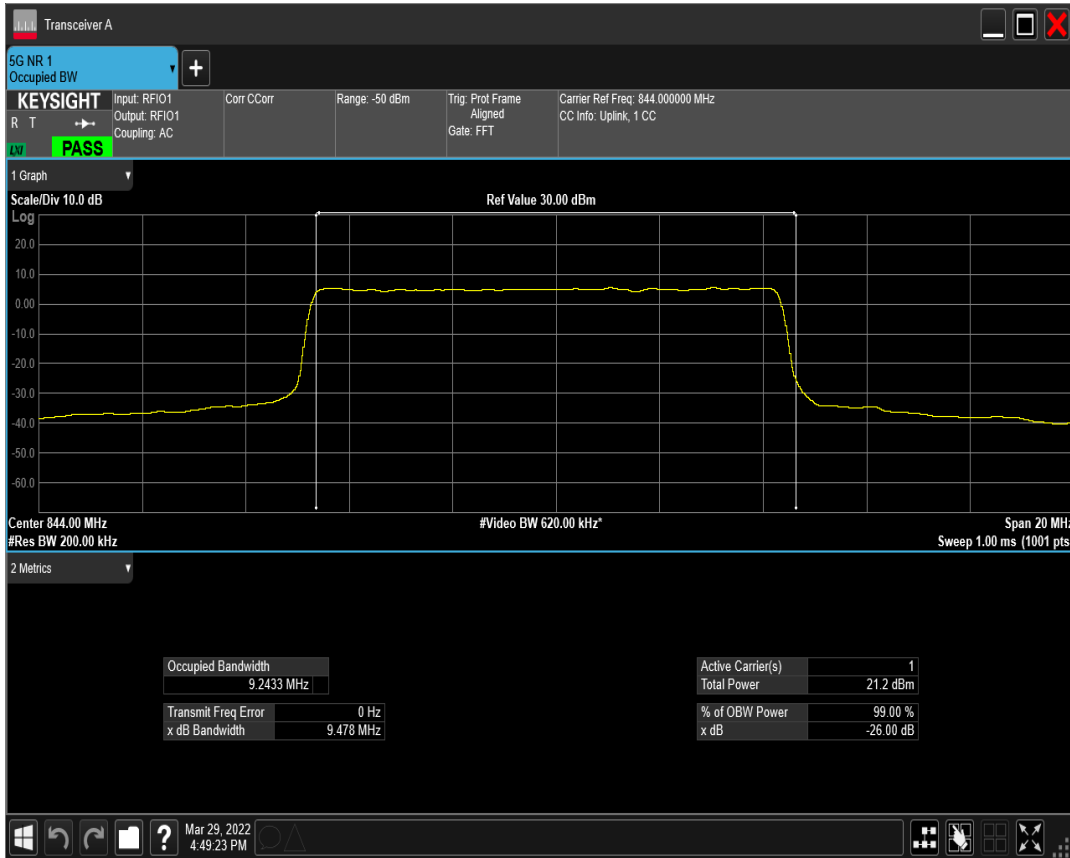 Transceiver A
5G NR 1
Occupied BW
KEYSIGHT
R T
LXI
PASS
Input: RFIO1
Output: RFIO1
Coupling: AC
Corr CCorr
Range: -50 dBm
Trig: Prot Frame
Aligned
Gate: FFT
Carrier Ref Freq: 844.000000 MHz
CC Info: Uplink, 1 CC
1 Graph
Scale/Div 10.0 dB
Ref Value 30.00 dBm
Log
20.0
10.0
0.00
-10.0
-20.0
-30.0
-40.0
-50.0
-60.0
Center 844.00 MHz
#Video BW 620.00 kHz*
Span 20 MHz
#Res BW 200.00 kHz
Sweep 1.00 ms (1001 pts
2 Metrics
Occupied Bandwidth
9.2433 MHz
Transmit Freq Error 0 Hz
x dB Bandwidth 9.478 MHz
Active Carrier(s) 1
Total Power 21.2 dBm
% of OBW Power 99.00 %
x dB -26.00 dB
?
Mar 29, 2022
4:49:23 PM